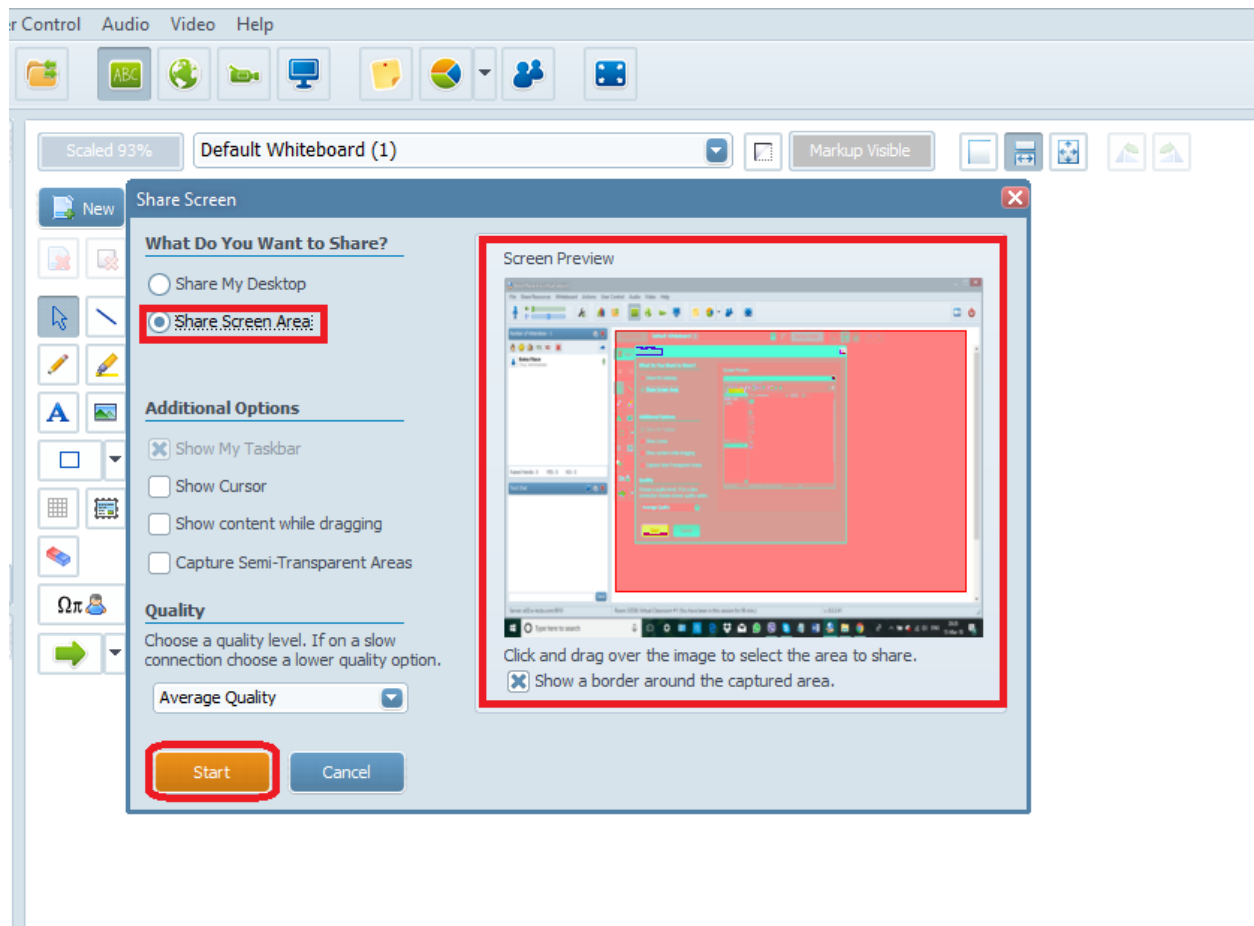 r Control Audio Video Help
ABC
Scaled 93%
Default Whiteboard (1)
Markup Visible
New
Share Screen
What Do You Want to Share?
Share My Desktop
Share Screen Area
Additional Options
Show My Taskbar
Show Cursor
Show content while dragging
Capture Semi-Transparent Areas
Quality
Choose a quality level. If on a slow
connection choose a lower quality option.
Average Quality
Start
Cancel
A
Ωπ
Screen Preview
Type here to search
Click and drag over the image to select the area to share.
Show a border around the captured area.